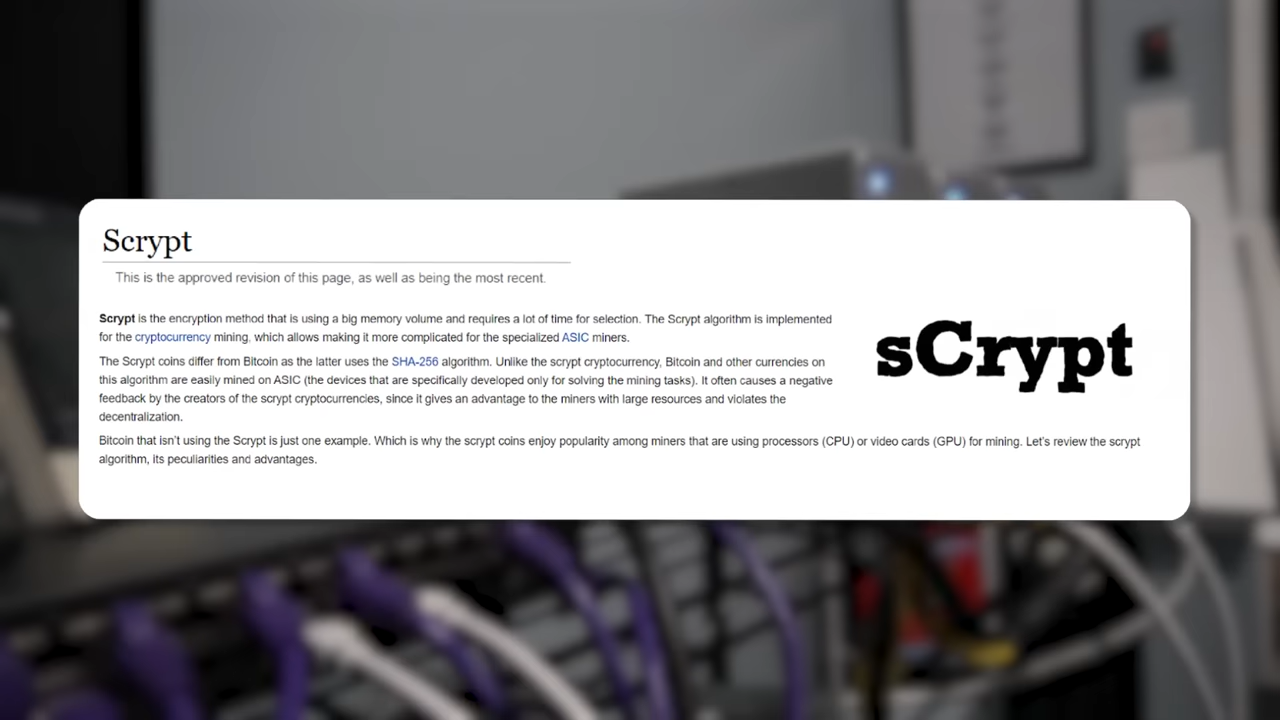 Scrypt
This is the approved revision of this page, as well as being the most recent.
Scrypt is the encryption method that is using a big memory volume and requires a lot of time for selection. The Scrypt algorithm is implemented
for the cryptocurrency mining, which allows making it more complicated for the specialized ASIC miners.
The Scrypt coins differ from Bitcoin as the latter uses the SHA-256 algorithm. Unlike the scrypt cryptocurrency, Bitcoin and other currencies on
this algorithm are easily mined on ASIC (the devices that are specifically developed only for solving the mining tasks). It often causes a negative
feedback by the creators of the scrypt cryptocurrencies, since it gives an advantage to the miners with large resources and violates the
decentralization.
sCrypt
Bitcoin that isn't using the Scrypt is just one example. Which is why the scrypt coins enjoy popularity among miners that are using processors (CPU) or video cards (GPU) for mining. Let's review the scrypt
algorithm, its peculiarities and advantages.